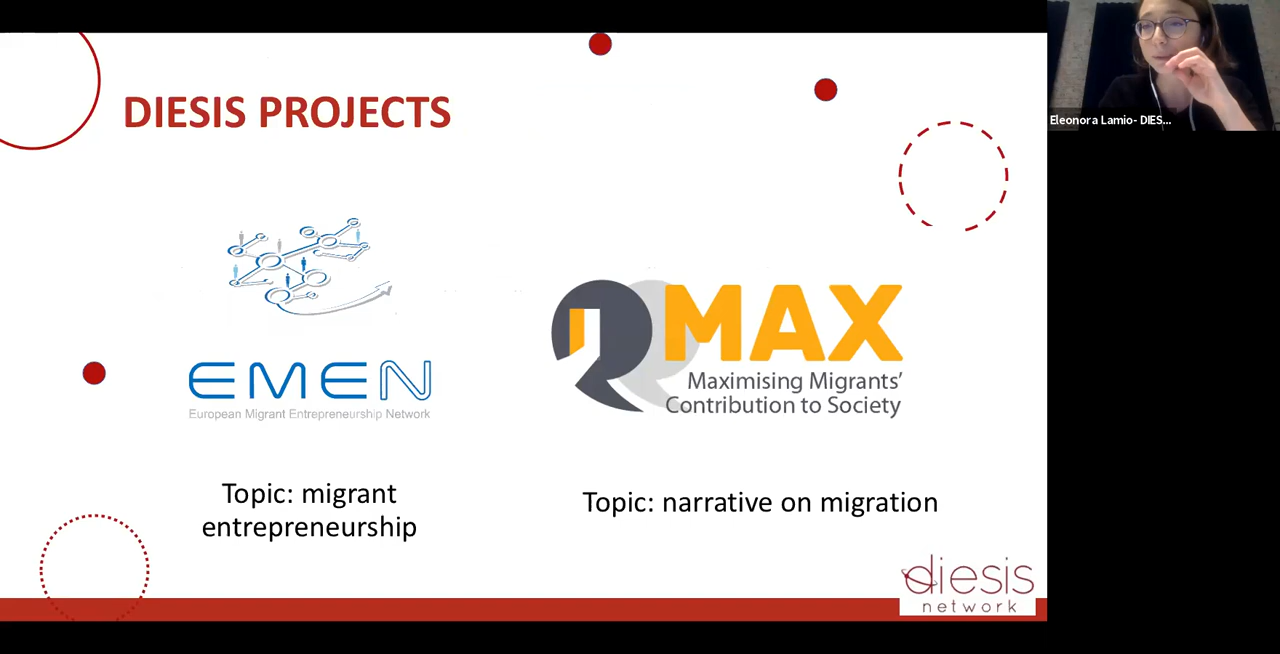 DIESIS PROJECTS
Eleonora Lamio- DIES...
EMEN
European Migrant Entrepreneurship Network
MAX
Maximising Migrants'
Contribution to Society
Topic: migrant
entrepreneurship
Topic: narrative on migration
diesis
network